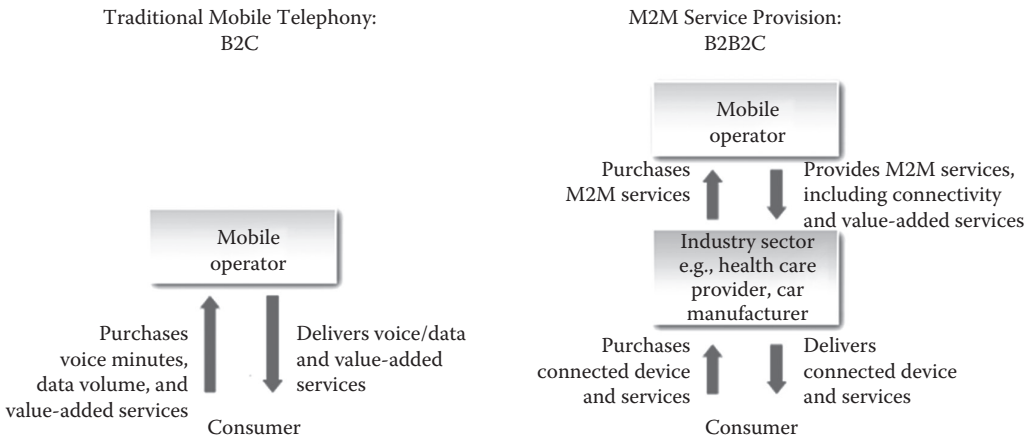 Traditional Mobile Telephony:
B2C
Mobile
operator
Purchases
voice minutes,
data volume, and
value-added services
Delivers voice/data
and value-added
services
Consumer
M2M Service Provision:
B2B2C
Mobile
operator
Purchases
M2M services
Provides M2M services,
including connectivity
and value-added services
Industry sector
e.g., health care
provider, car
manufacturer
Purchases
connected device
and services
Delivers
connected device
and services
Consumer